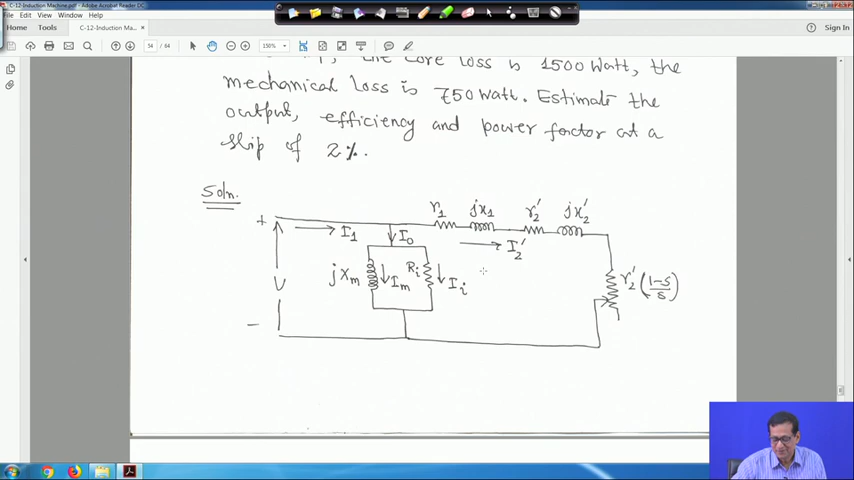 C-12-Induction Machine.pdf - Adobe Acrobat Reader DC
File Edit View Window Help
Home Tools C-12-Induction Ma... × Sign In
54 / 64 150%
the core loss is 1500 Watt, the
mechanical loss is 750 Watt. Estimate the
output, efficiency and power factor at a
slip of 2%.
Soln.
r1 jx1 r2' jx2'
+ I1 I0 I2'
V jXm Im Ri Ii r2' (1-s/s)
−